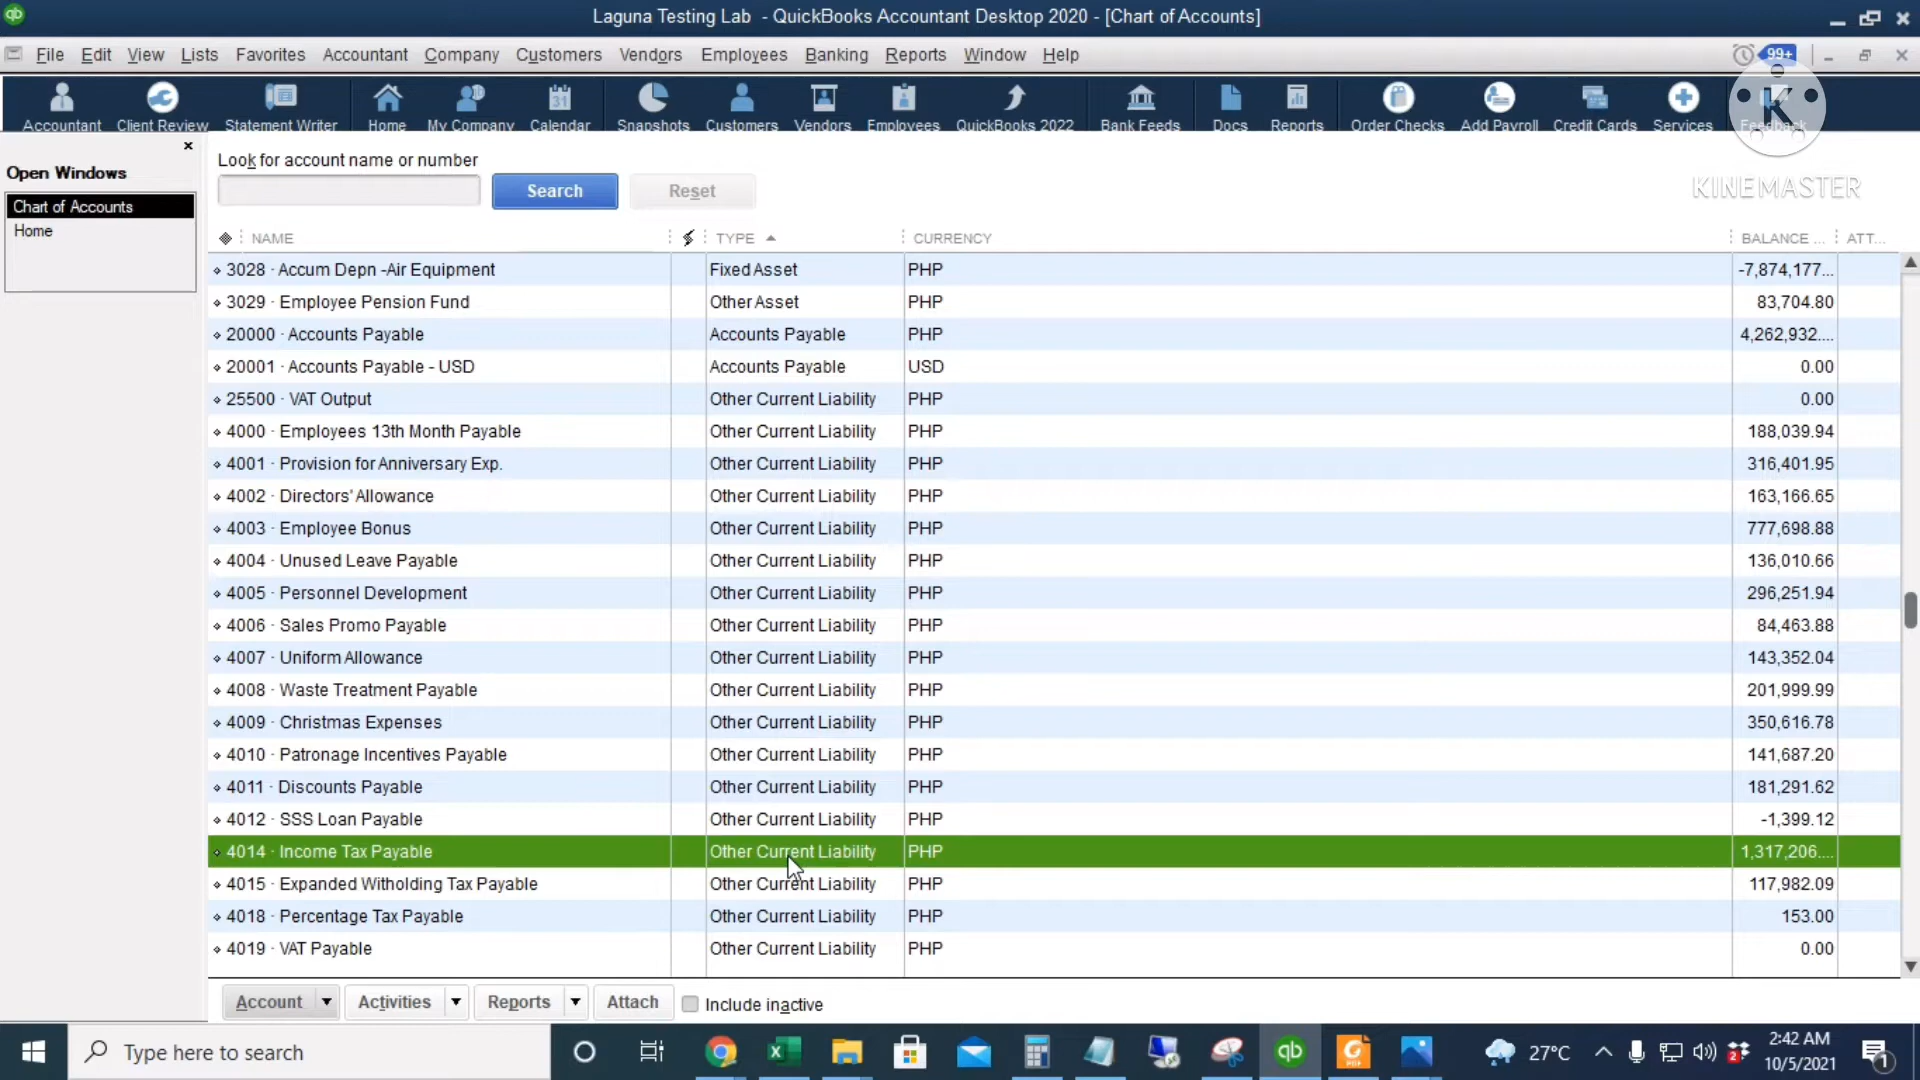 Laguna Testing Lab - QuickBooks Accountant Desktop 2020 - [Chart of Accounts]
File Edit View Lists Favorites Accountant Company Customers Vendors Employees Banking Reports Window Help 99+
Accountant Client Review Statement Writer Home My Company Calendar Snapshots Customers Vendors Employees QuickBooks 2022 Bank Feeds Docs Reports Order Checks Add Payroll Credit Cards Services Feedback
KINEMASTER
Open Windows
Chart of Accounts
Home
Look for account name or number
Search Reset
NAME TYPE CURRENCY BALANCE ... ATT...
3028 · Accum Depn -Air Equipment Fixed Asset PHP -7,874,177...
3029 · Employee Pension Fund Other Asset PHP 83,704.80
20000 · Accounts Payable Accounts Payable PHP 4,262,932....
20001 · Accounts Payable - USD Accounts Payable USD 0.00
25500 · VAT Output Other Current Liability PHP 0.00
4000 · Employees 13th Month Payable Other Current Liability PHP 188,039.94
4001 · Provision for Anniversary Exp. Other Current Liability PHP 316,401.95
4002 · Directors' Allowance Other Current Liability PHP 163,166.65
4003 · Employee Bonus Other Current Liability PHP 777,698.88
4004 · Unused Leave Payable Other Current Liability PHP 136,010.66
4005 · Personnel Development Other Current Liability PHP 296,251.94
4006 · Sales Promo Payable Other Current Liability PHP 84,463.88
4007 · Uniform Allowance Other Current Liability PHP 143,352.04
4008 · Waste Treatment Payable Other Current Liability PHP 201,999.99
4009 · Christmas Expenses Other Current Liability PHP 350,616.78
4010 · Patronage Incentives Payable Other Current Liability PHP 141,687.20
4011 · Discounts Payable Other Current Liability PHP 181,291.62
4012 · SSS Loan Payable Other Current Liability PHP -1,399.12
4014 · Income Tax Payable Other Current Liability PHP 1,317,206....
4015 · Expanded Witholding Tax Payable Other Current Liability PHP 117,982.09
4018 · Percentage Tax Payable Other Current Liability PHP 153.00
4019 · VAT Payable Other Current Liability PHP 0.00
Account Activities Reports Attach Include inactive
Type here to search 27°C 2:42 AM
10/5/2021 1